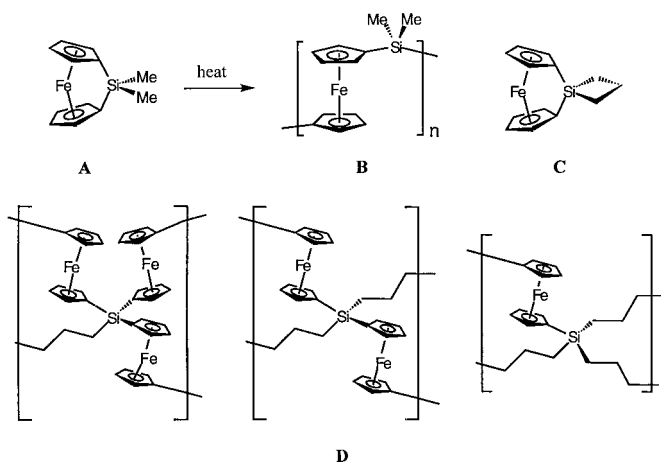 Me Me
Fe Si Me Me
heat
Si
Fe
n
Fe Si
A
B
C
Fe Fe Si Fe
Fe Si Fe
Fe Si
D